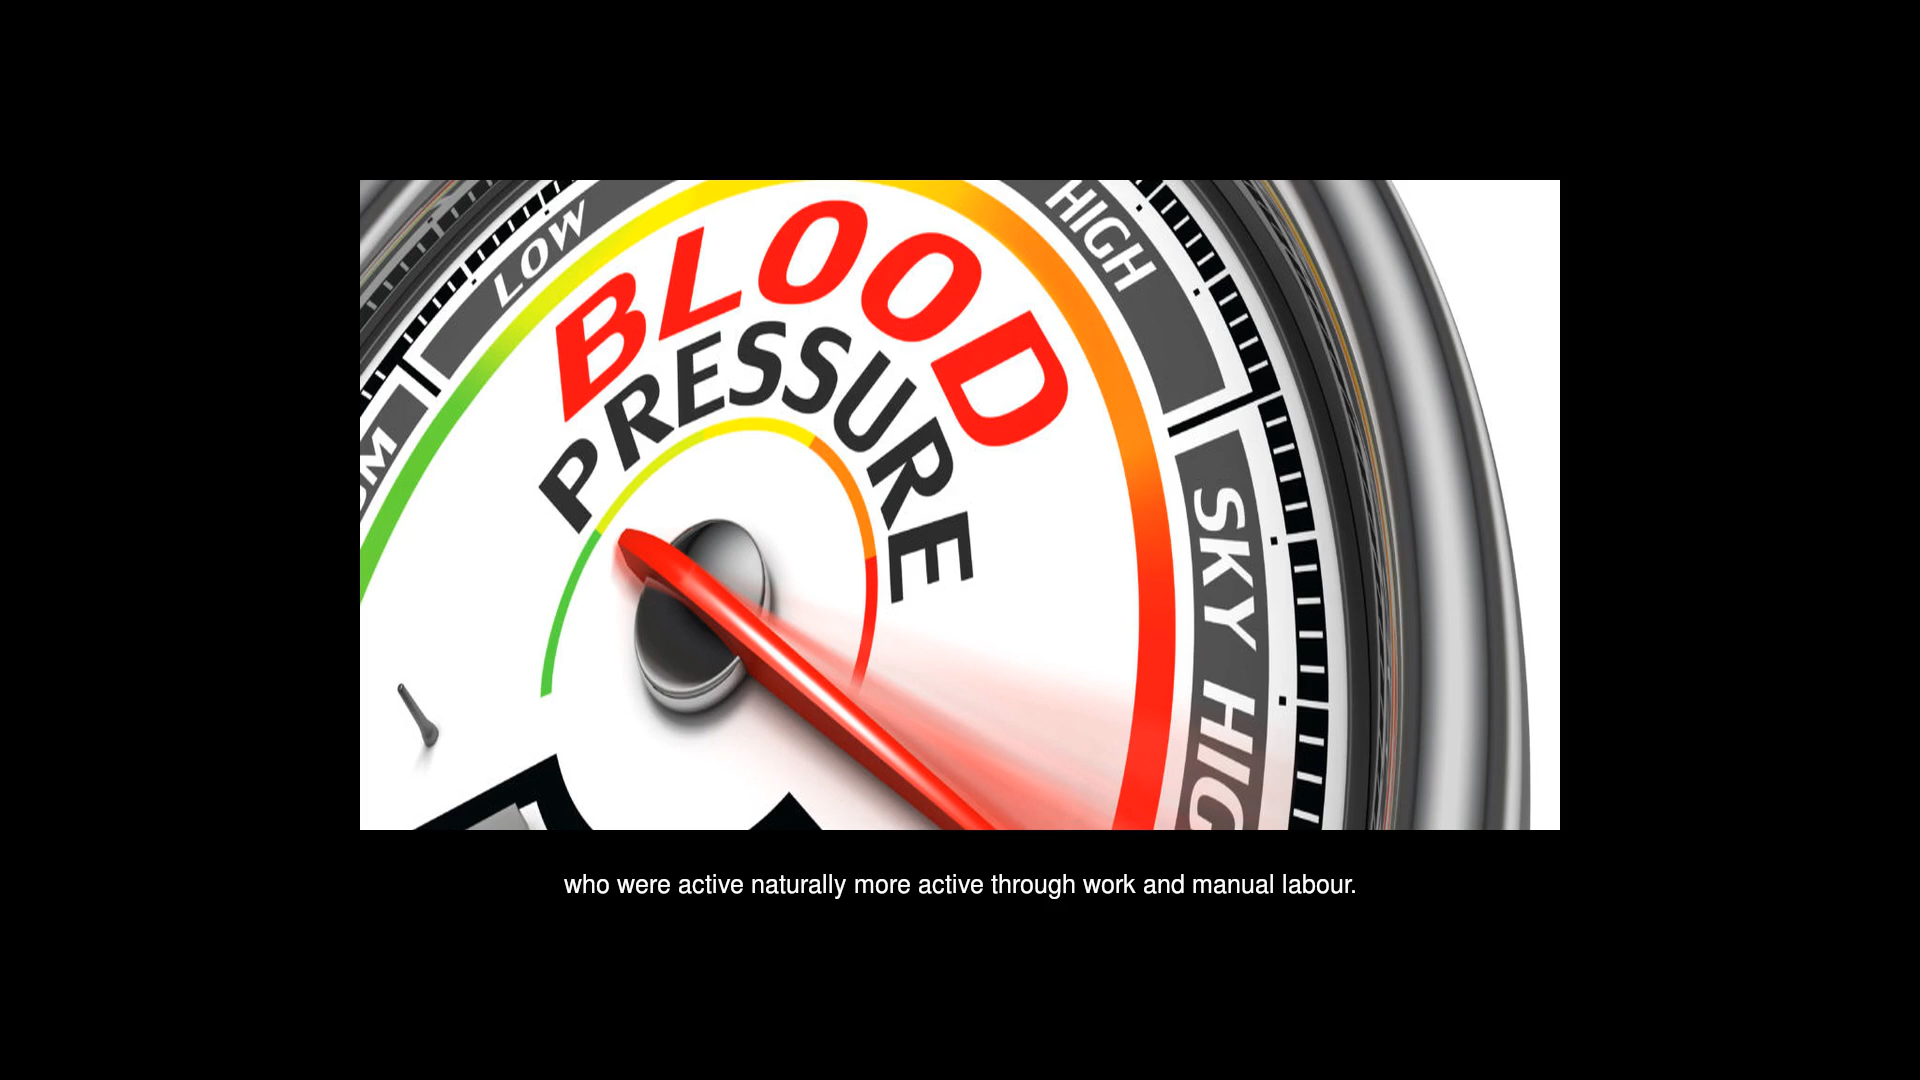 LOW
HIGH
BLOOD
PRESSURE
SKY HIG
who were active naturally more active through work and manual labour.